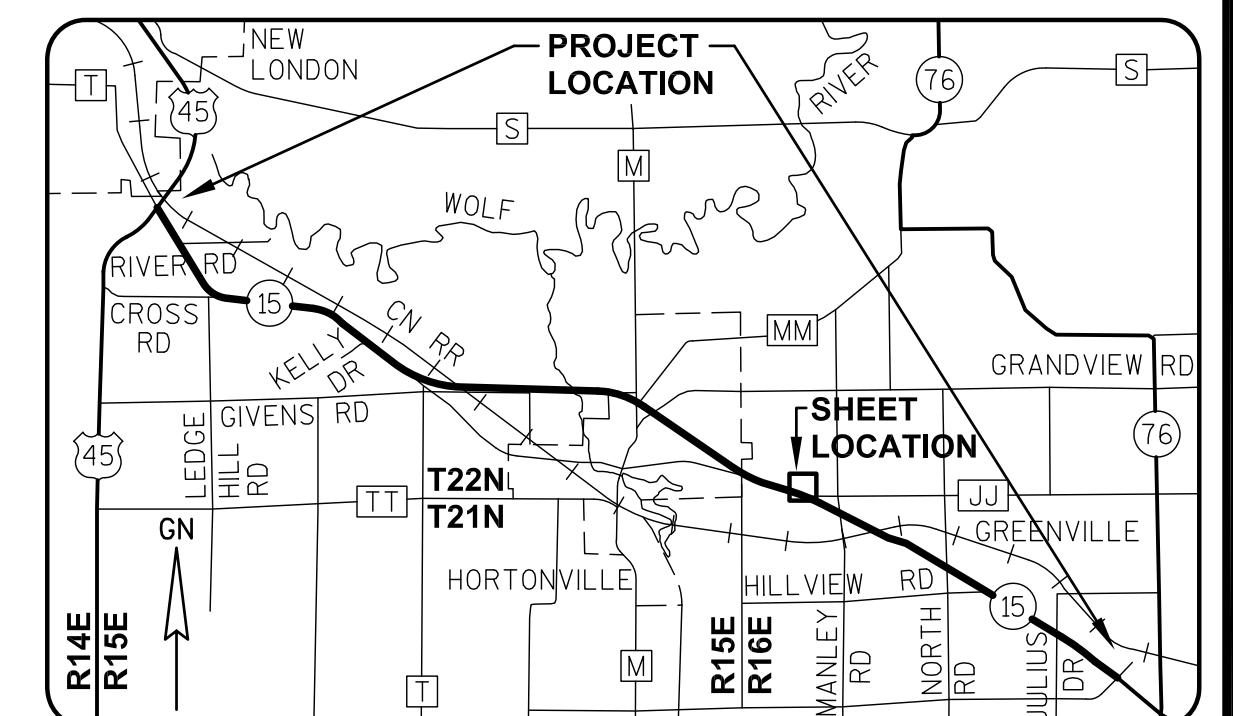 NEW
LONDON
PROJECT
LOCATION
RIVER
76
S
T
45
S
M
WOLF
RIVER RD
15
CROSS
RD
CN RR
KELLY
DR
MM
GRANDVIEW RD
GIVENS RD
SHEET
LOCATION
76
45
LEDGE
HILL
RD
T22N
TT
T21N
JJ
GREENVILLE
GN
HORTONVILLE
HILLVIEW RD
15
R14E
R15E
R15E
R16E
MANLEY
RD
NORTH
RD
JULIUS
DR
M
T